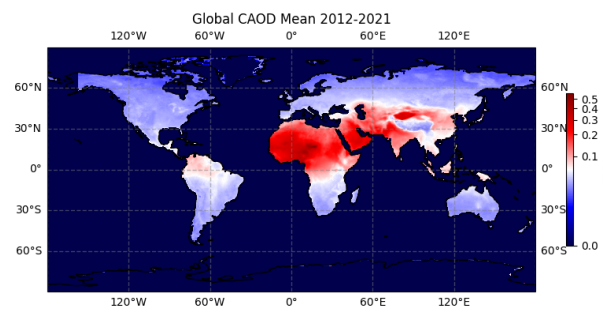 Global CAOD Mean 2012-2021
120°W 60°W 0° 60°E 120°E
60°N 60°N
0.5
0.4
0.3
30°N 30°N
0.2
0.1
0° 0°
30°S 30°S
0.0
60°S 60°S
120°W 60°W 0° 60°E 120°E